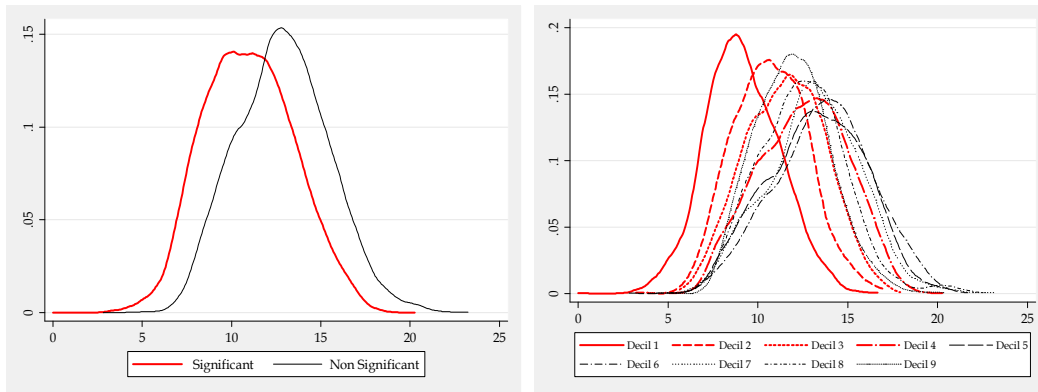 .15
.1
.05
0
0 5 10 15 20 25
Significant Non Significant
.2
.15
.1
.05
0
0 5 10 15 20 25
Decil 1 Decil 2 Decil 3 Decil 4 Decil 5
Decil 6 Decil 7 Decil 8 Decil 9